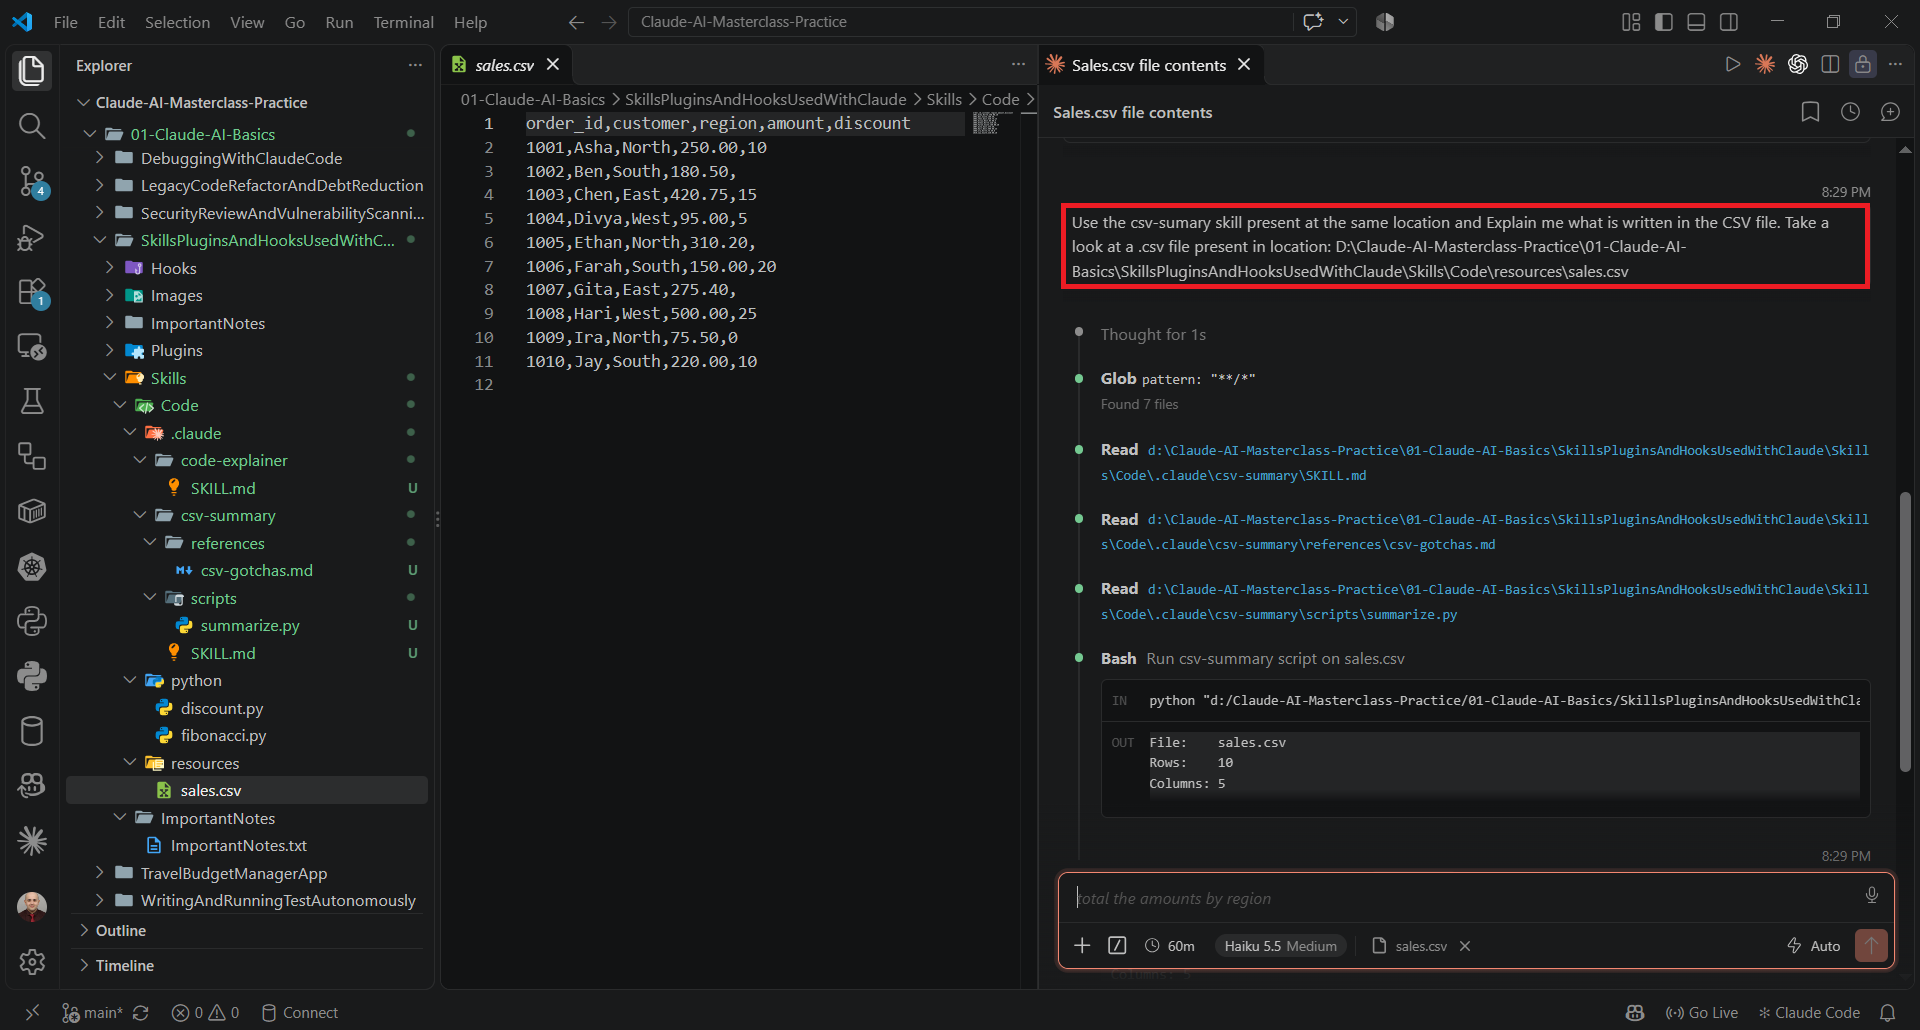 File Edit Selection View Go Run Terminal Help
Claude-AI-Masterclass-Practice
Explorer
Claude-AI-Masterclass-Practice
01-Claude-AI-Basics
DebuggingWithClaudeCode
LegacyCodeRefactorAndDebtReduction
SecurityReviewAndVulnerabilityScanni...
SkillsPluginsAndHooksUsedWithC...
Hooks
Images
ImportantNotes
Plugins
Skills
Code
.claude
code-explainer
SKILL.md U
csv-summary
references
csv-gotchas.md U
scripts
summarize.py U
SKILL.md U
python
discount.py
fibonacci.py
resources
sales.csv
ImportantNotes
ImportantNotes.txt
TravelBudgetManagerApp
WritingAndRunningTestAutonomously
Outline
Timeline
4
1
sales.csv
01-Claude-AI-Basics > SkillsPluginsAndHooksUsedWithClaude > Skills > Code >
1 order_id,customer,region,amount,discount
2 1001,Asha,North,250.00,10
3 1002,Ben,South,180.50,
4 1003,Chen,East,420.75,15
5 1004,Divya,West,95.00,5
6 1005,Ethan,North,310.20,
7 1006,Farah,South,150.00,20
8 1007,Gita,East,275.40,
9 1008,Hari,West,500.00,25
10 1009,Ira,North,75.50,0
11 1010,Jay,South,220.00,10
12
Sales.csv file contents
Sales.csv file contents
8:29 PM
Use the csv-sumary skill present at the same location and Explain me what is written in the CSV file. Take a
look at a .csv file present in location: D:\Claude-AI-Masterclass-Practice\01-Claude-AI-
Basics\SkillsPluginsAndHooksUsedWithClaude\Skills\Code\resources\sales.csv
Thought for 1s
Glob pattern: "**/*"
Found 7 files
Read d:\Claude-AI-Masterclass-Practice\01-Claude-AI-Basics\SkillsPluginsAndHooksUsedWithClaude\Skill
s\Code\.claude\csv-summary\SKILL.md
Read d:\Claude-AI-Masterclass-Practice\01-Claude-AI-Basics\SkillsPluginsAndHooksUsedWithClaude\Skill
s\Code\.claude\csv-summary\references\csv-gotchas.md
Read d:\Claude-AI-Masterclass-Practice\01-Claude-AI-Basics\SkillsPluginsAndHooksUsedWithClaude\Skill
s\Code\.claude\csv-summary\scripts\summarize.py
Bash Run csv-summary script on sales.csv
IN python "d:/Claude-AI-Masterclass-Practice/01-Claude-AI-Basics/SkillsPluginsAndHooksUsedWithCla
OUT File: sales.csv
Rows: 10
Columns: 5
8:29 PM
total the amounts by region
60m Haiku 5.5 Medium sales.csv Auto
Columns: 5
main* 0 0 Connect Go Live Claude Code